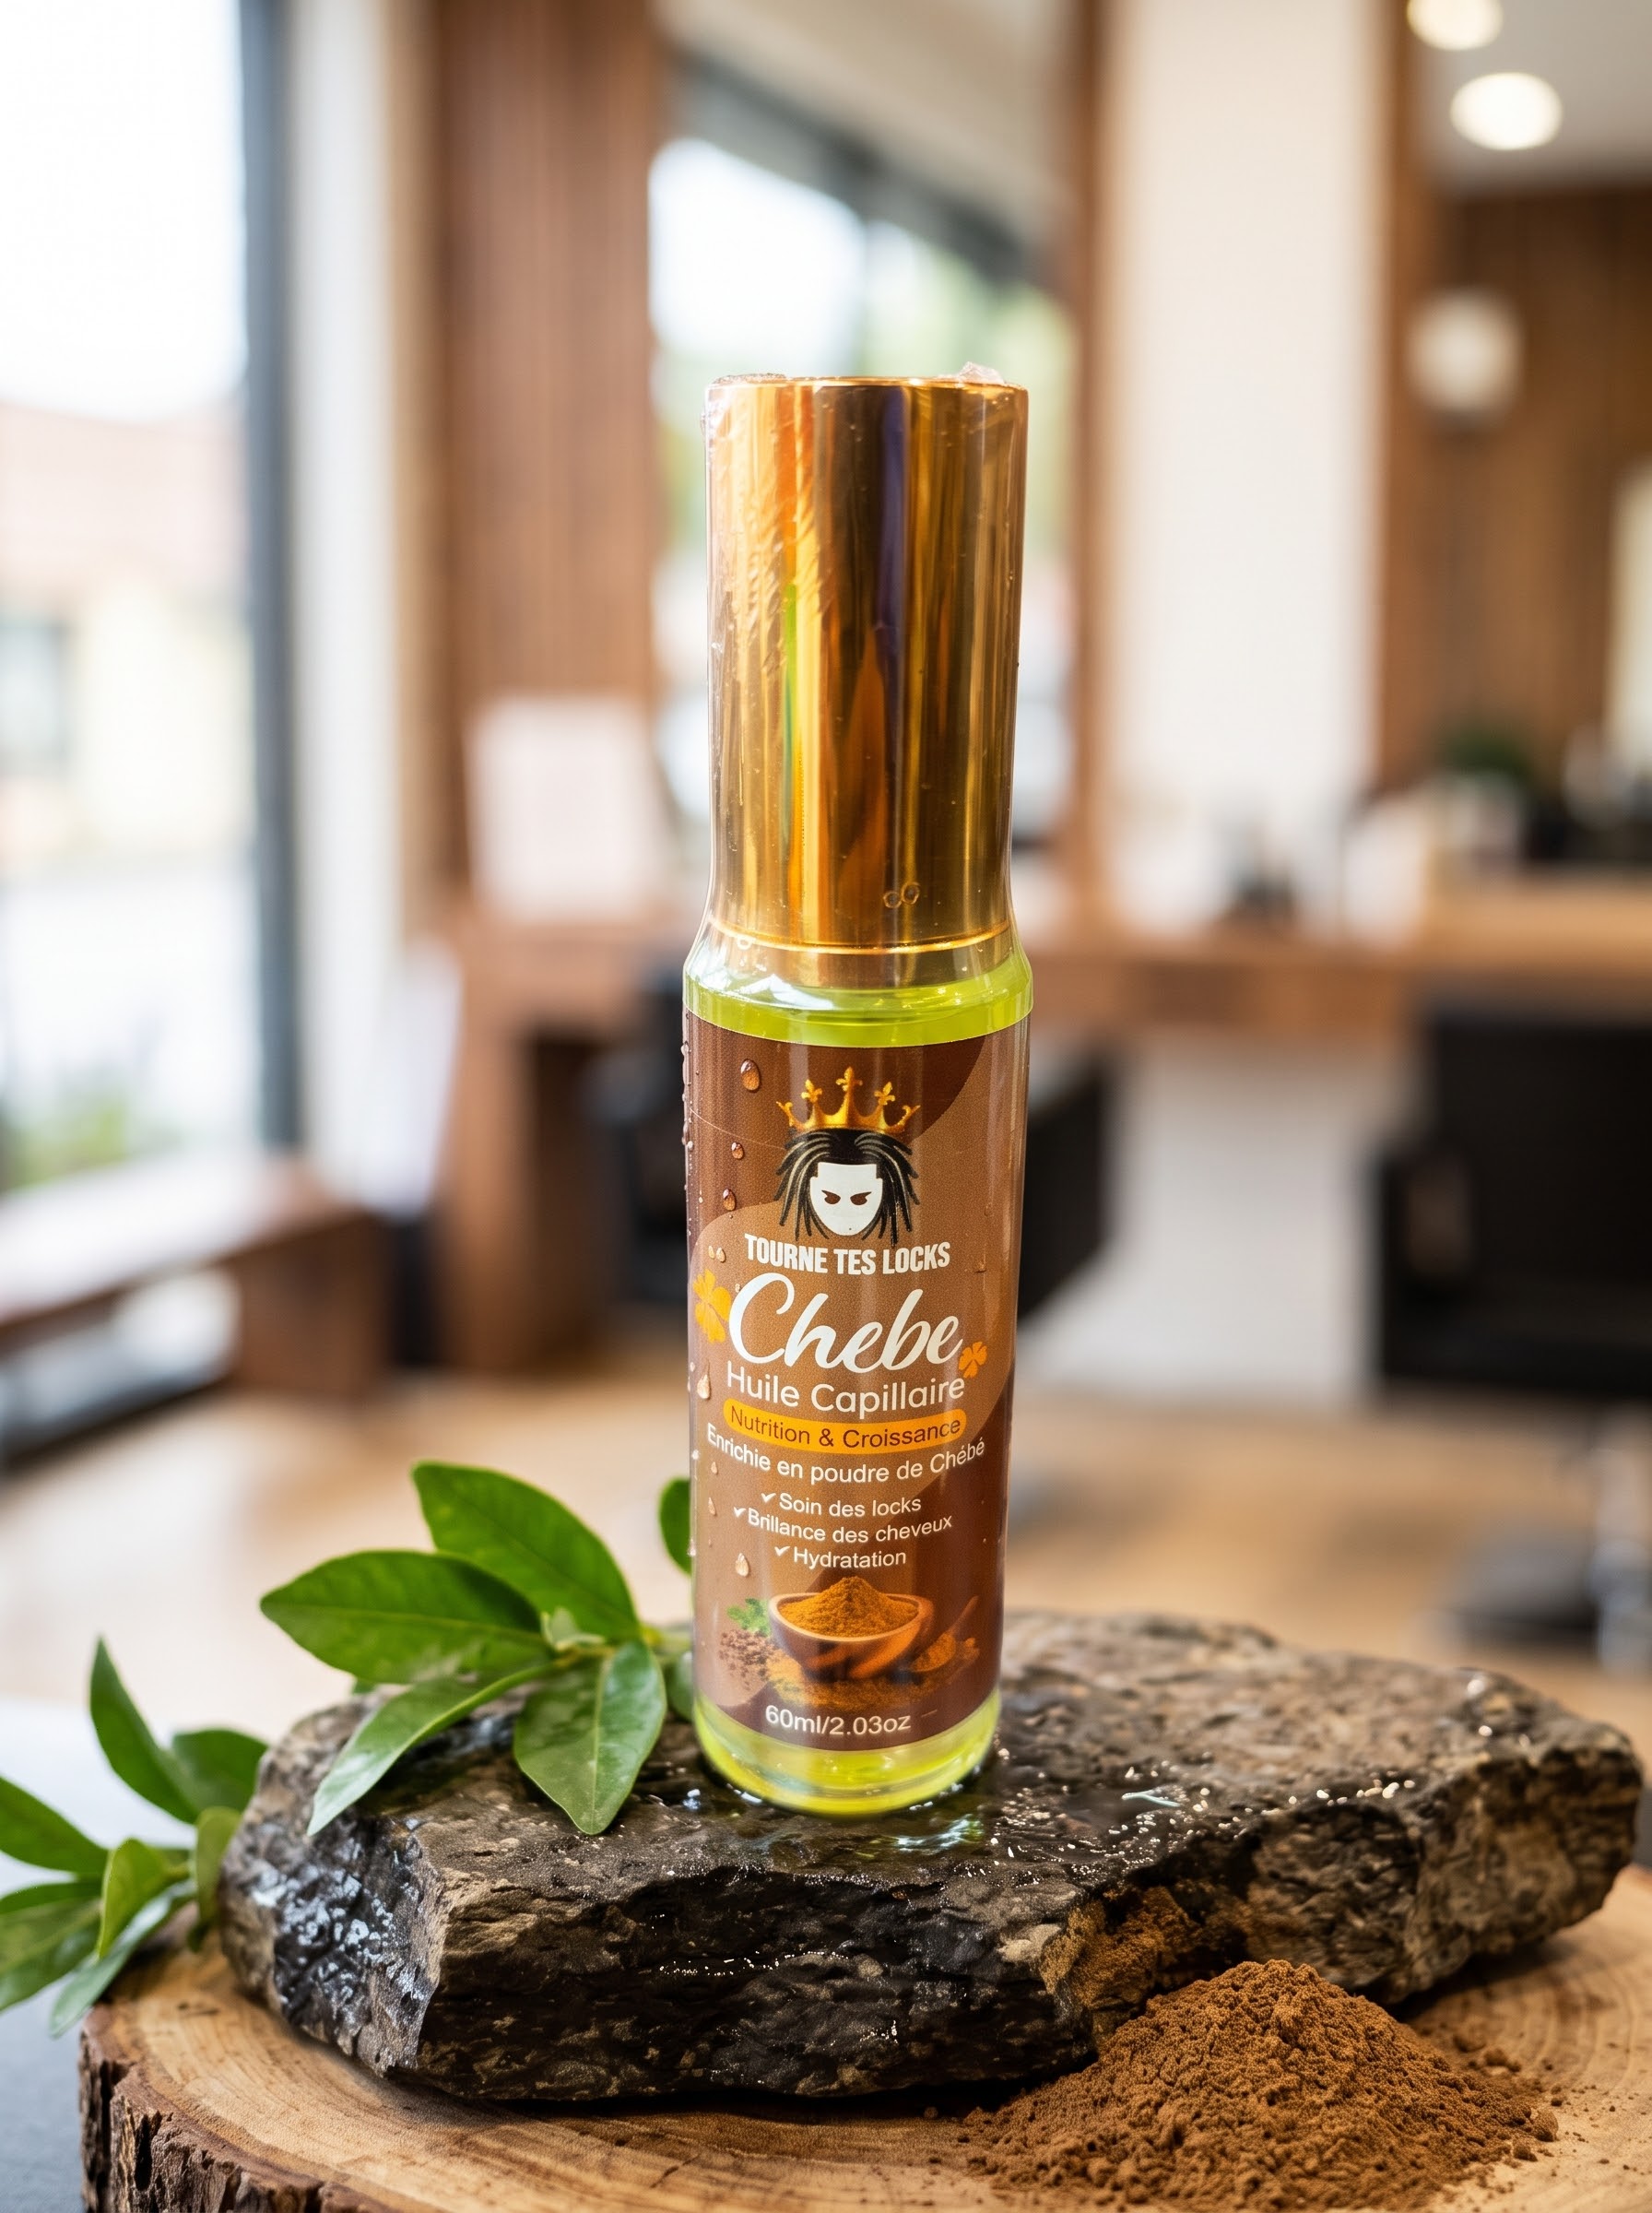 TOURNE TES LOCKS
Chebe
Huile Capillaire
Nutrition & Croissance
Enrichie en poudre de Chébé
✓Soin des locks
✓Brillance des cheveux
✓Hydratation
60ml/2.03oz